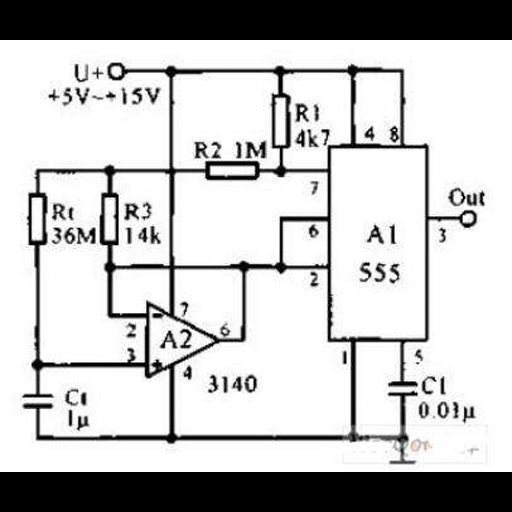 U+
+5V~+15V
R1
4k7
4
8
R2 1M
7
Out
Rt
36M
R3
14k
6
A1
555
3
2
7
2
A2
6
3
4
3140
1
5
Ct
1μ
C1
0.01μ